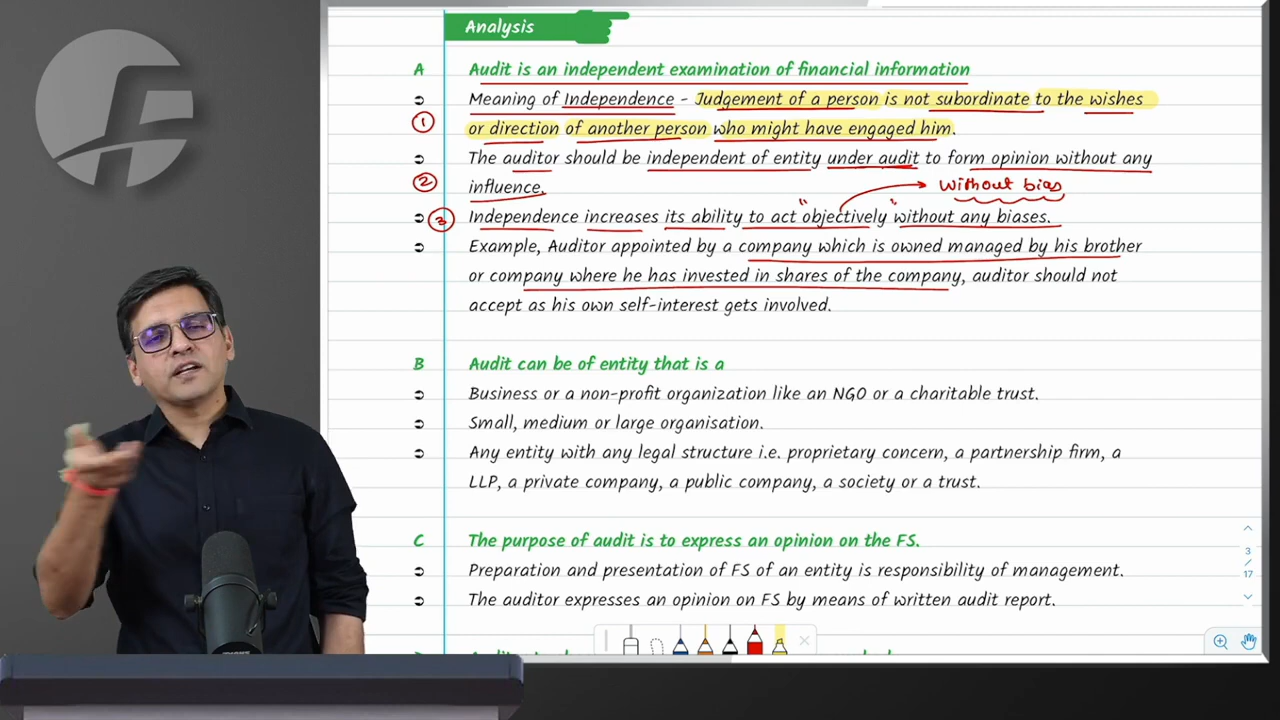 Analysis
A Audit is an independent examination of financial information
➲ Meaning of Independence - Judgement of a person is not subordinate to the wishes
① or direction of another person who might have engaged him.
➲ The auditor should be independent of entity under audit to form opinion without any
② influence. without bias
➲ ③ Independence increases its ability to act "objectively" without any biases.
➲ Example, Auditor appointed by a company which is owned managed by his brother
or company where he has invested in shares of the company, auditor should not
accept as his own self-interest gets involved.
B Audit can be of entity that is a
➲ Business or a non-profit organization like an NGO or a charitable trust.
➲ Small, medium or large organisation.
➲ Any entity with any legal structure i.e. proprietary concern, a partnership firm, a
LLP, a private company, a public company, a society or a trust.
C The purpose of audit is to express an opinion on the FS.
➲ Preparation and presentation of FS of an entity is responsibility of management.
➲ The auditor expresses an opinion on FS by means of written audit report.
3
/
17